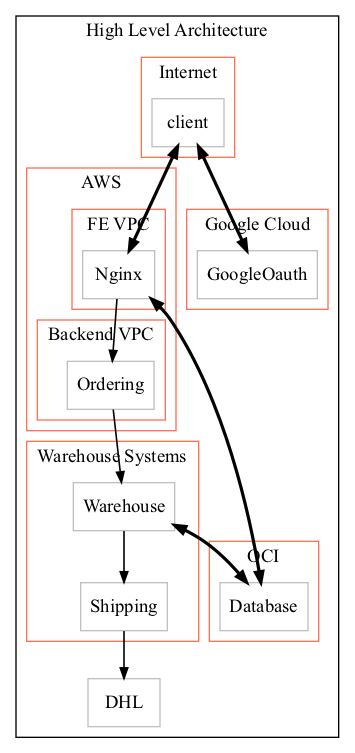 High Level Architecture
Internet
client
AWS
FE VPC
Google Cloud
Nginx
GoogleOauth
Backend VPC
Ordering
Warehouse Systems
Warehouse
OCI
Shipping
Database
DHL